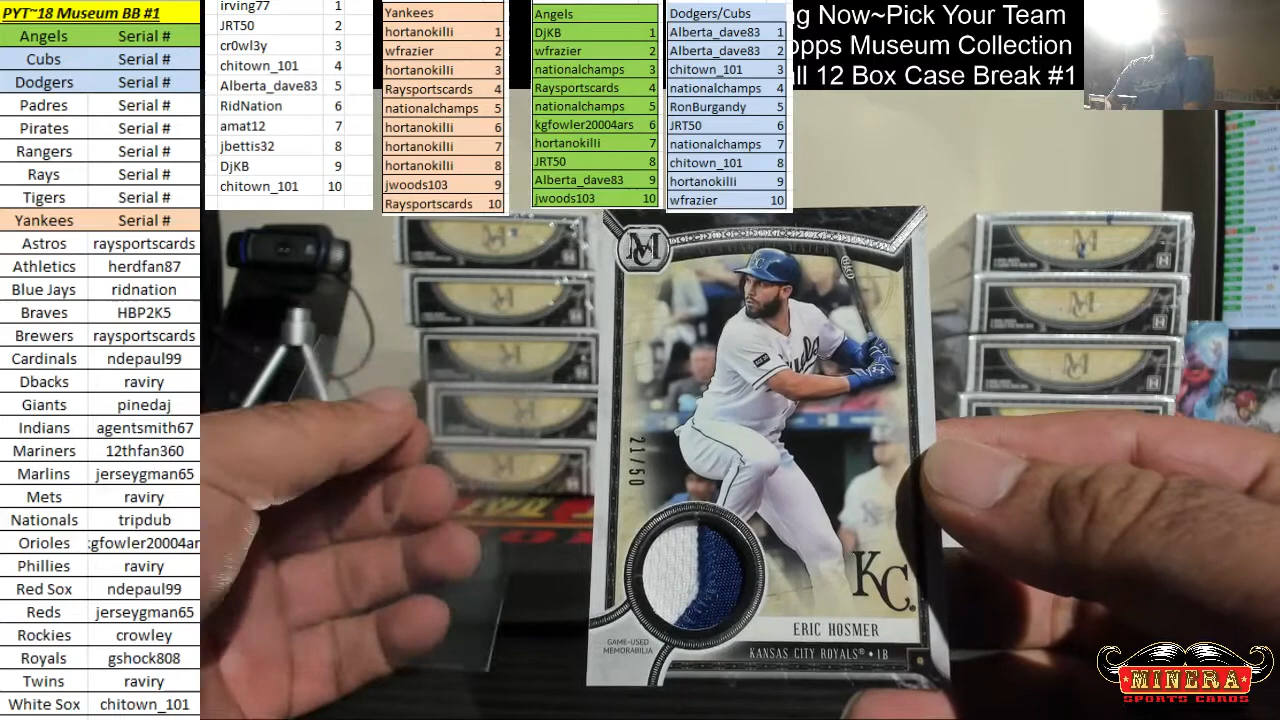 PYT~18 Museum BB #1
Angels Serial #
Cubs Serial #
Dodgers Serial #
Padres Serial #
Pirates Serial #
Rangers Serial #
Rays Serial #
Tigers Serial #
Yankees Serial #
Astros raysportscards
Athletics herdfan87
Blue Jays ridnation
Braves HBP2K5
Brewers raysportscards
Cardinals ndepaul99
Dbacks raviry
Giants pinedaj
Indians agentsmith67
Mariners 12thfan360
Marlins jerseygman65
Mets raviry
Nationals tripdub
Orioles kgfowler20004ar
Phillies raviry
Red Sox ndepaul99
Reds jerseygman65
Rockies crowley
Royals gshock808
Twins raviry
White Sox chitown_101
irving77 1
JRT50 2
cr0wl3y 3
chitown_101 4
Alberta_dave83 5
RidNation 6
amat12 7
jbettis32 8
DjKB 9
chitown_101 10
Yankees
hortanokilli 1
wfrazier 2
hortanokilli 3
Raysportscards 4
nationalchamps 5
hortanokilli 6
hortanokilli 7
hortanokilli 8
jwoods103 9
Raysportscards 10
Angels
DjKB 1
wfrazier 2
nationalchamps 3
Raysportscards 4
nationalchamps 5
kgfowler20004ars 6
hortanokilli 7
JRT50 8
Alberta_dave83 9
jwoods103 10
Dodgers/Cubs
Alberta_dave83 1
Alberta_dave83 2
chitown_101 3
nationalchamps 4
RonBurgandy 5
JRT50 6
nationalchamps 7
chitown_101 8
hortanokilli 9
wfrazier 10
ng Now~Pick Your Team
opps Museum Collection
all 12 Box Case Break #1
MC
21/50
KC
ERIC HOSMER
KANSAS CITY ROYALS® • 1B
GAME-USED
MEMORABILIA
MINERA
SPORTS CARDS